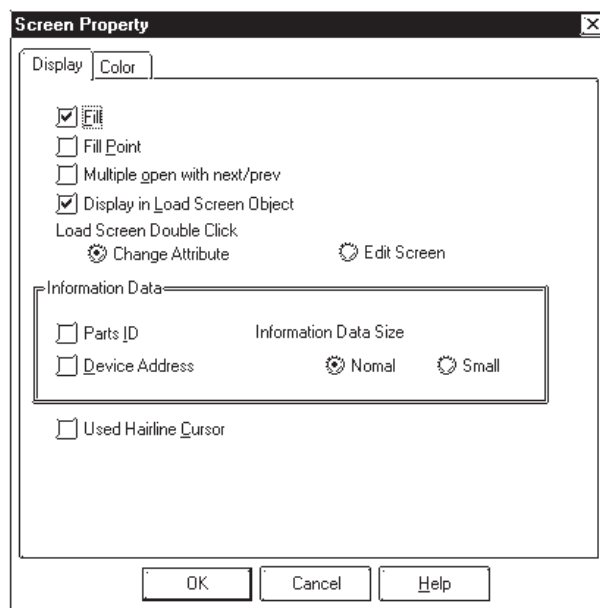 Screen Property
Display Color
Fill
Fill Point
Multiple open with next/prev
Display in Load Screen Object
Load Screen Double Click
Change Attribute Edit Screen
Information Data
Parts ID Information Data Size
Device Address Nomal Small
Used Hairline Cursor
OK Cancel Help